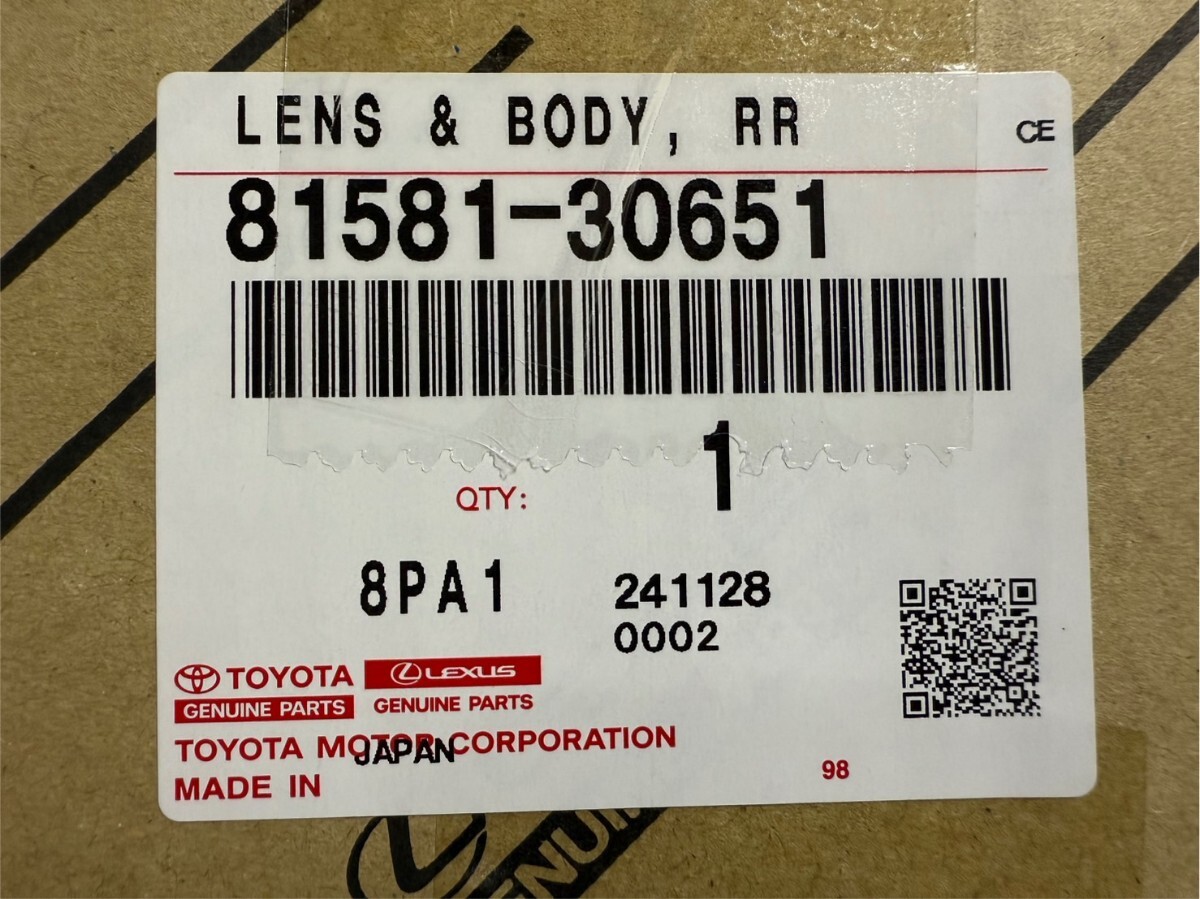 LENS & BODY, RR
CE
81581-30651
QTY: 1
8PA1
241128
0002
TOYOTA
GENUINE PARTS
LEXUS
GENUINE PARTS
TOYOTA MOTOR CORPORATION
MADE IN JAPAN
98
GENUI